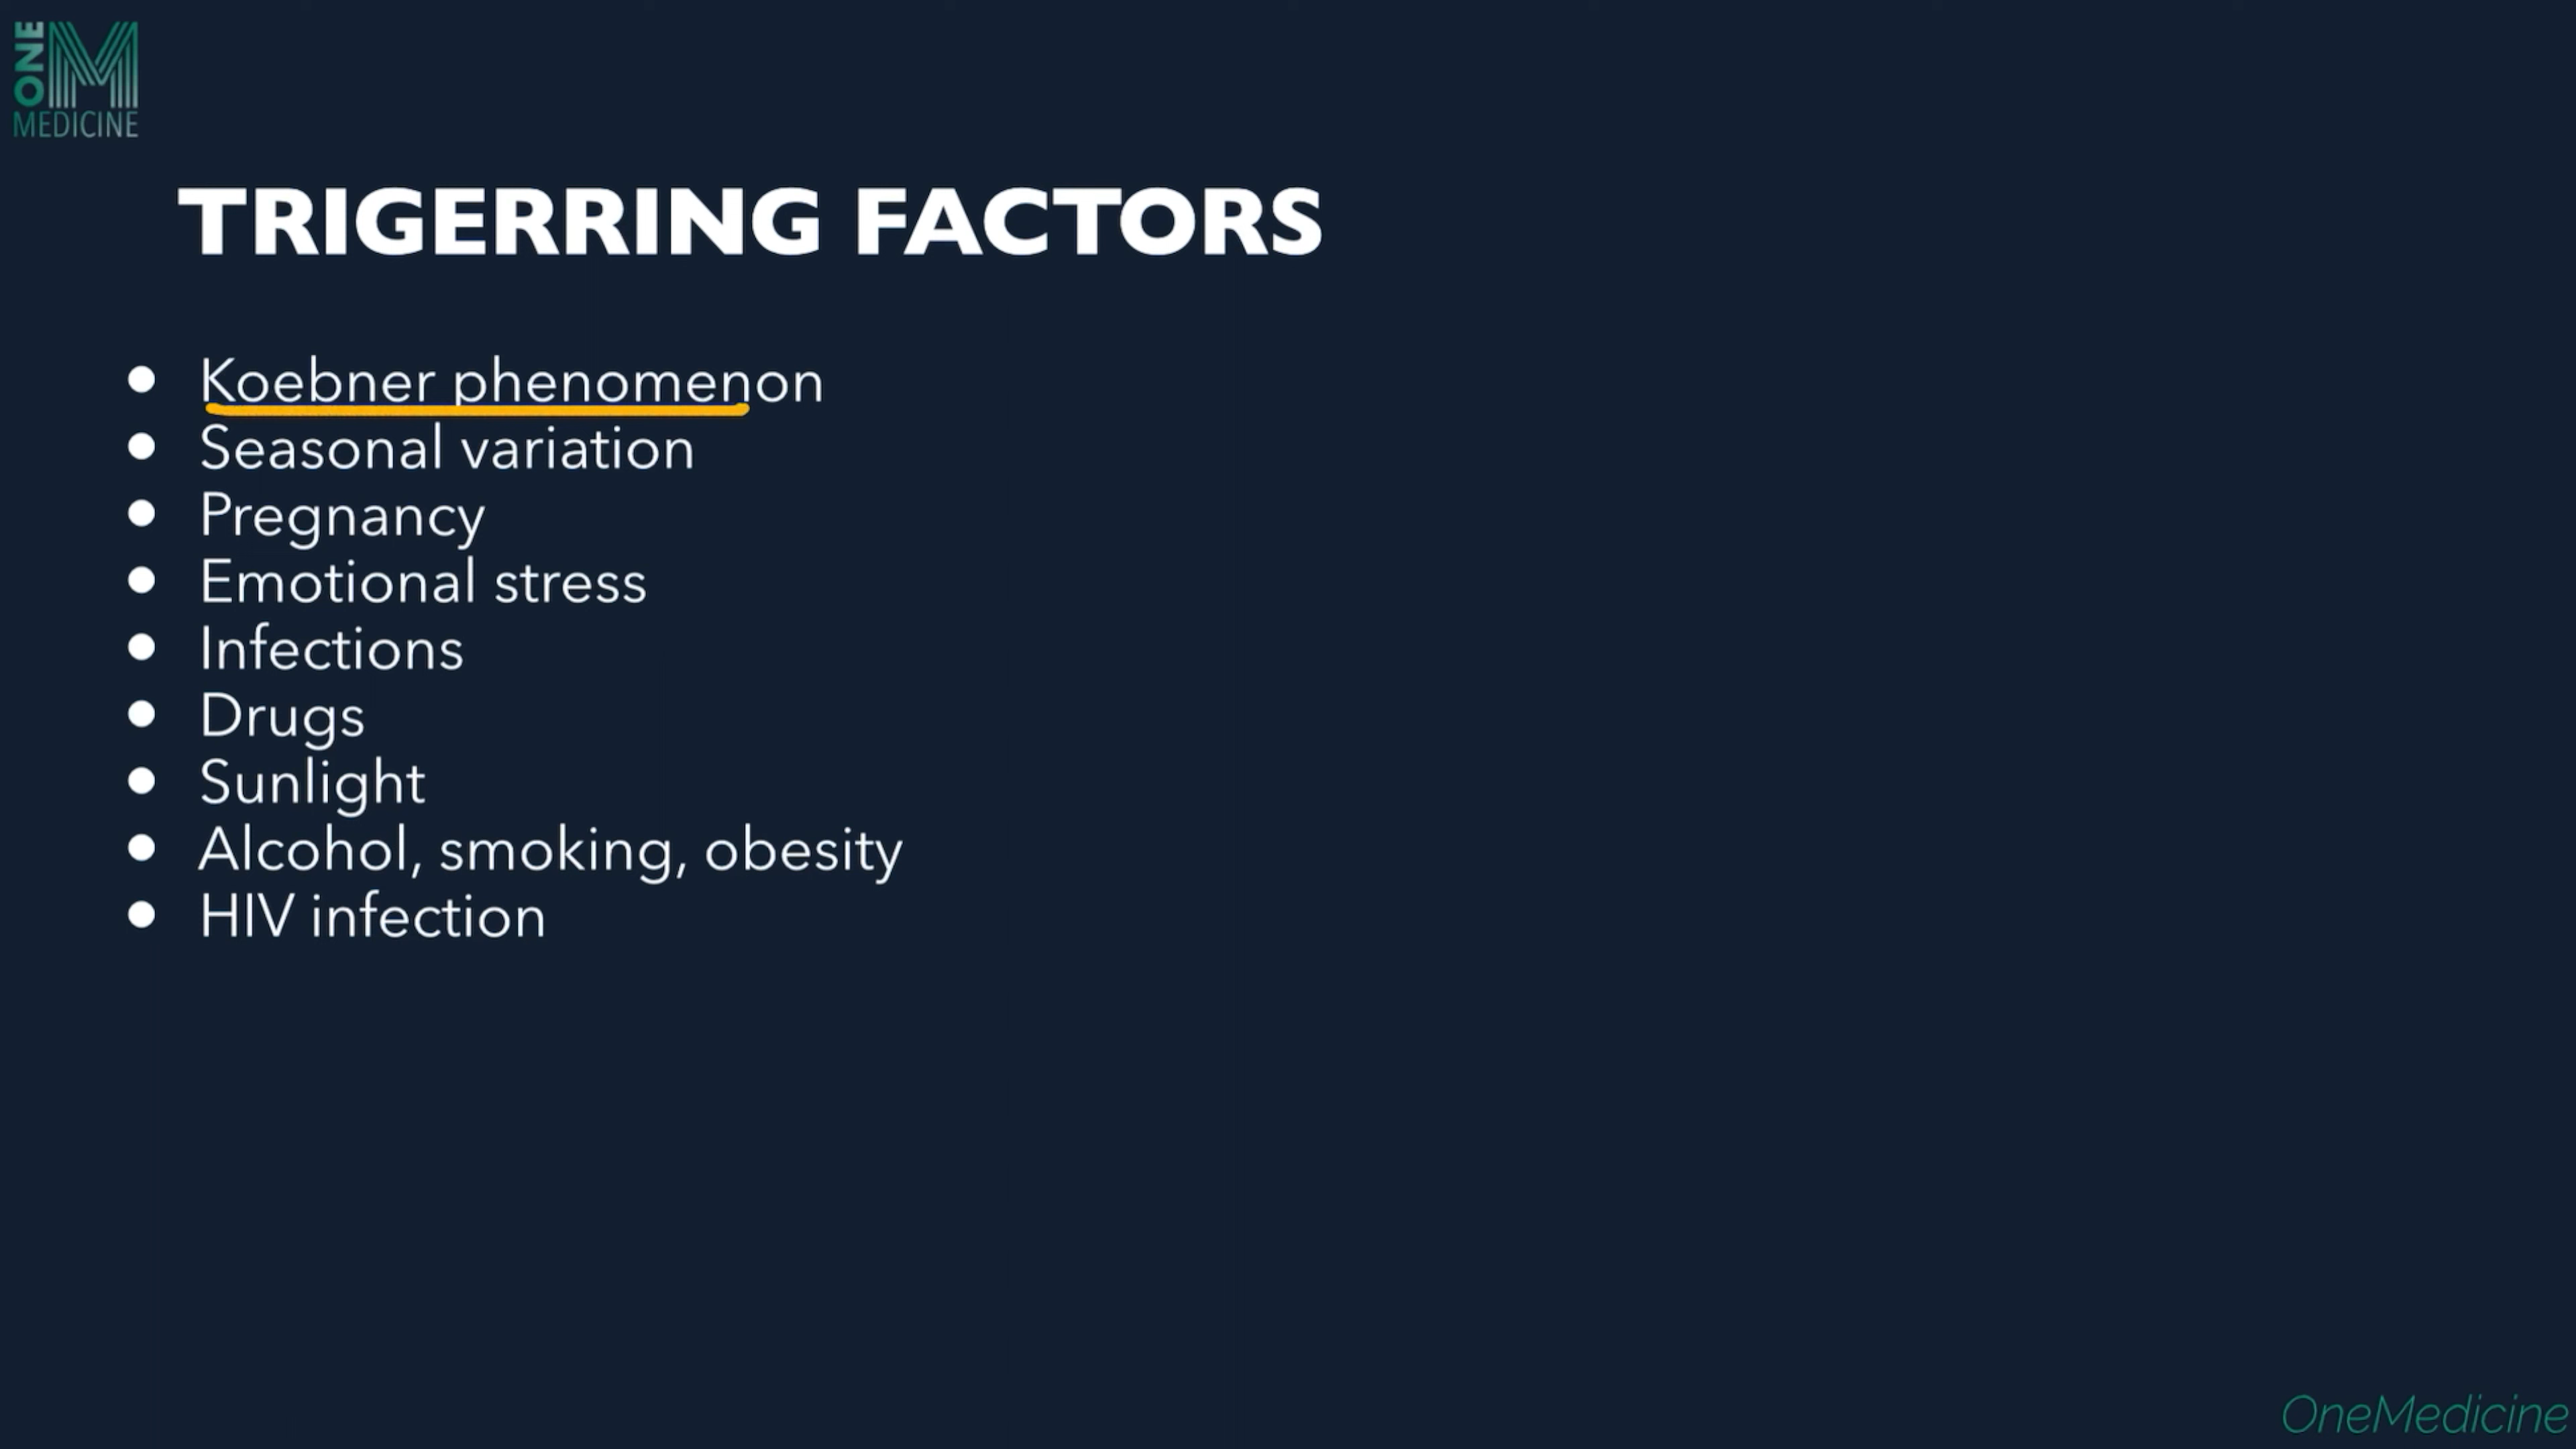 ONE
MEDICINE
TRIGERRING FACTORS
• Koebner phenomenon
• Seasonal variation
• Pregnancy
• Emotional stress
• Infections
• Drugs
• Sunlight
• Alcohol, smoking, obesity
• HIV infection
OneMedicine